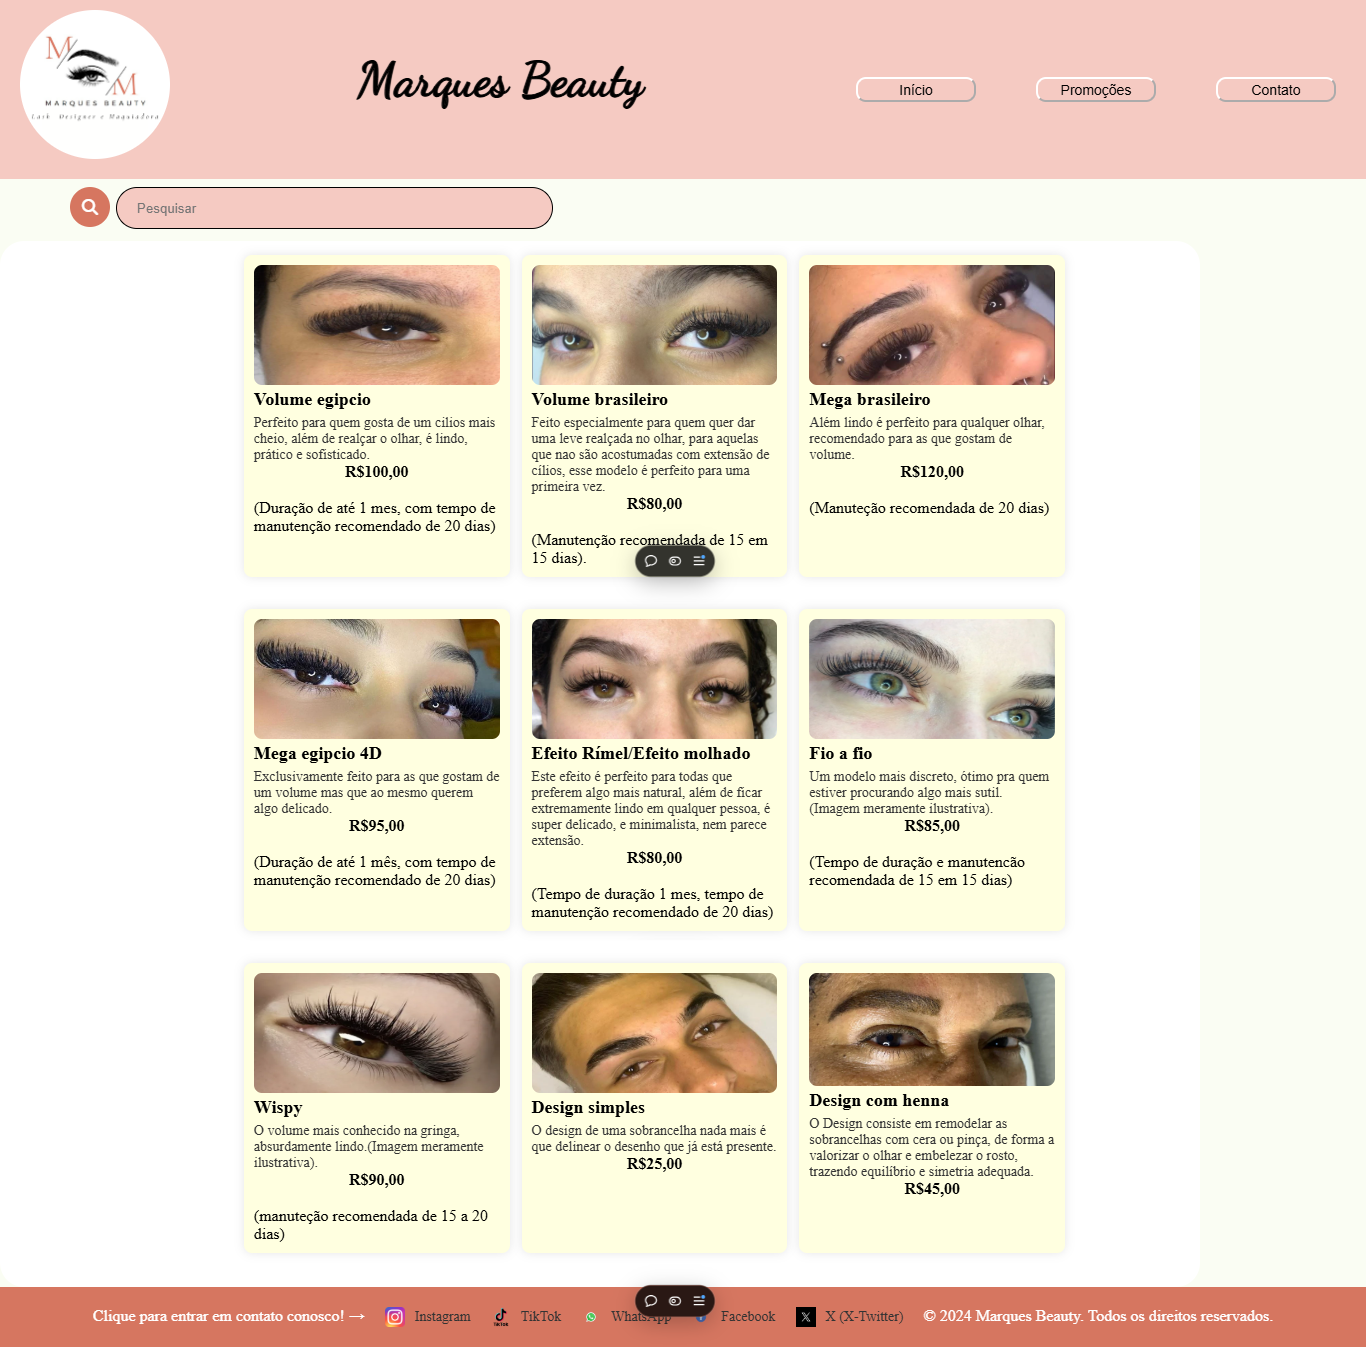 M
M
MARQUES BEAUTY
Lash Designer e Maquiadora
Marques Beauty
Início
Promoções
Contato
Pesquisar
Volume egipcio
Perfeito para quem gosta de um cilios mais
cheio, além de realçar o olhar, é lindo,
prático e sofisticado.
R$100,00
(Duração de até 1 mes, com tempo de
manutenção recomendado de 20 dias)
Volume brasileiro
Feito especialmente para quem quer dar
uma leve realçada no olhar, para aquelas
que nao são acostumadas com extensão de
cílios, esse modelo é perfeito para uma
primeira vez.
R$80,00
(Manutenção recomendada de 15 em
15 dias).
Mega brasileiro
Além lindo é perfeito para qualquer olhar,
recomendado para as que gostam de
volume.
R$120,00
(Manuteção recomendada de 20 dias)
Mega egipcio 4D
Exclusivamente feito para as que gostam de
um volume mas que ao mesmo querem
algo delicado.
R$95,00
(Duração de até 1 mês, com tempo de
manutenção recomendado de 20 dias)
Efeito Rímel/Efeito molhado
Este efeito é perfeito para todas que
preferem algo mais natural, além de ficar
extremamente lindo em qualquer pessoa, é
super delicado, e minimalista, nem parece
extensão.
R$80,00
(Tempo de duração 1 mes, tempo de
manutenção recomendado de 20 dias)
Fio a fio
Um modelo mais discreto, ótimo pra quem
estiver procurando algo mais sutil.
(Imagem meramente ilustrativa).
R$85,00
(Tempo de duração e manutencão
recomendada de 15 em 15 dias)
Wispy
O volume mais conhecido na gringa,
absurdamente lindo.(Imagem meramente
ilustrativa).
R$90,00
(manuteção recomendada de 15 a 20
dias)
Design simples
O design de uma sobrancelha nada mais é
que delinear o desenho que já está presente.
R$25,00
Design com henna
O Design consiste em remodelar as
sobrancelhas com cera ou pinça, de forma a
valorizar o olhar e embelezar o rosto,
trazendo equilíbrio e simetria adequada.
R$45,00
Clique para entrar em contato conosco! → Instagram TikTok WhatsApp Facebook X (X-Twitter) © 2024 Marques Beauty. Todos os direitos reservados.